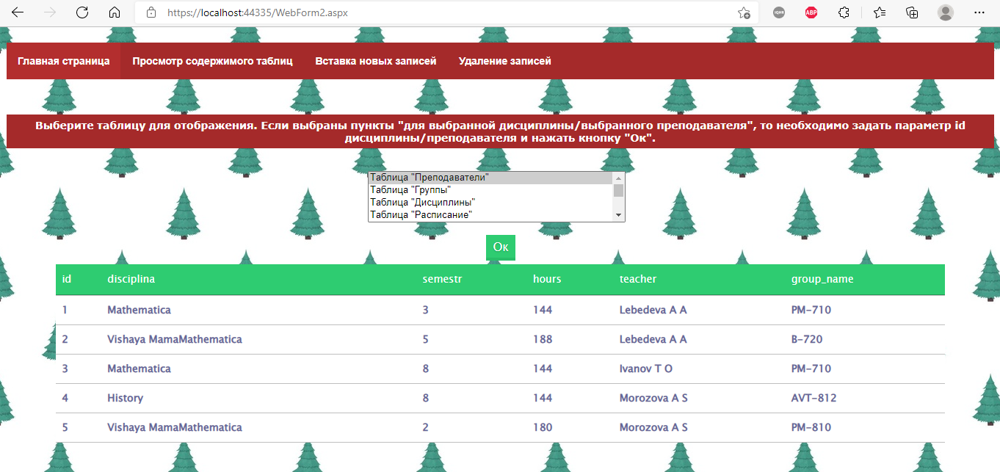 https://localhost:44335/WebForm2.aspx
ABP
Главная страница Просмотр содержимого таблиц Вставка новых записей Удаление записей
Выберите таблицу для отображения. Если выбраны пункты "для выбранной дисциплины/выбранного преподавателя", то необходимо задать параметр id
дисциплины/преподавателя и нажать кнопку "Ок".
Таблица "Преподаватели"
Таблица "Группы"
Таблица "Дисциплины"
Таблица "Расписание"
Ок
id disciplina semestr hours teacher group_name
1 Mathematica 3 144 Lebedeva A A PM-710
2 Vishaya MamaMathematica 5 188 Lebedeva A A B-720
3 Mathematica 8 144 Ivanov T O PM-710
4 History 8 144 Morozova A S AVT-812
5 Vishaya MamaMathematica 2 180 Morozova A S PM-810